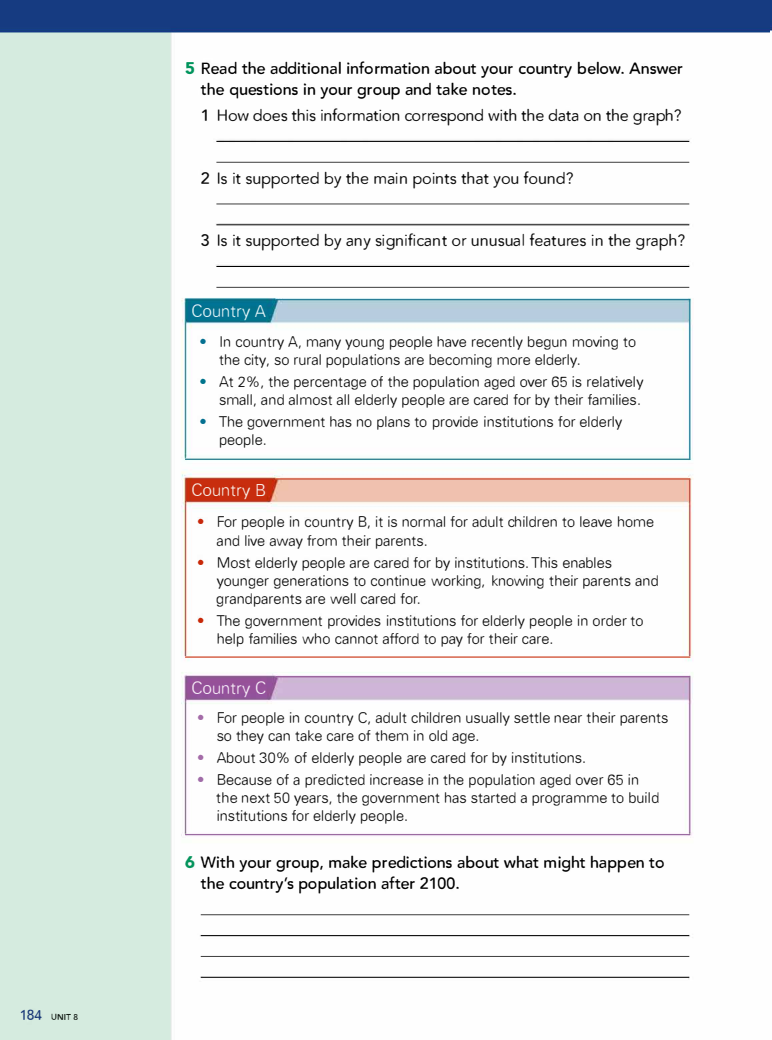 5 Read the additional information about your country below. Answer
the questions in your group and take notes.
1 How does this information correspond with the data on the graph?
2 Is it supported by the main points that you found?
3 Is it supported by any significant or unusual features in the graph?
Country A
• In country A, many young people have recently begun moving to
the city, so rural populations are becoming more elderly.
• At 2%, the percentage of the population aged over 65 is relatively
small, and almost all elderly people are cared for by their families.
• The government has no plans to provide institutions for elderly
people.
Country B
• For people in country B, it is normal for adult children to leave home
and live away from their parents.
• Most elderly people are cared for by institutions. This enables
younger generations to continue working, knowing their parents and
grandparents are well cared for.
• The government provides institutions for elderly people in order to
help families who cannot afford to pay for their care.
Country C
• For people in country C, adult children usually settle near their parents
so they can take care of them in old age.
• About 30% of elderly people are cared for by institutions.
• Because of a predicted increase in the population aged over 65 in
the next 50 years, the government has started a programme to build
institutions for elderly people.
6 With your group, make predictions about what might happen to
the country's population after 2100.
184 UNIT 8